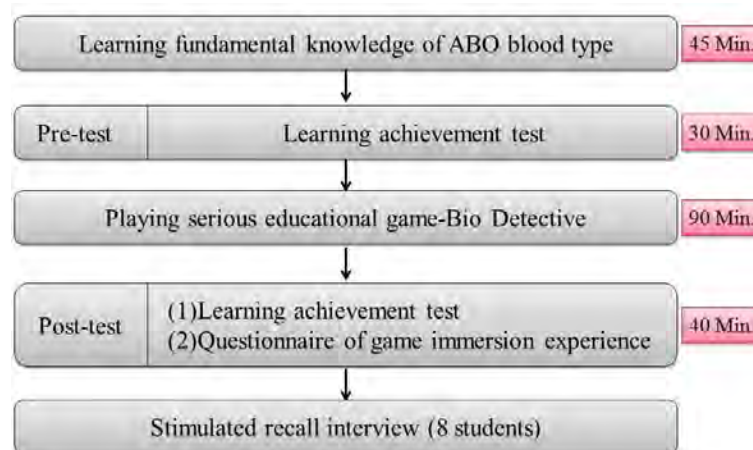 Learning fundamental knowledge of ABO blood type
45 Min.
Pre-test
Learning achievement test
30 Min.
Playing serious educational game-Bio Detective
90 Min.
Post-test
(1)Learning achievement test
(2)Questionnaire of game immersion experience
40 Min.
Stimulated recall interview (8 students)